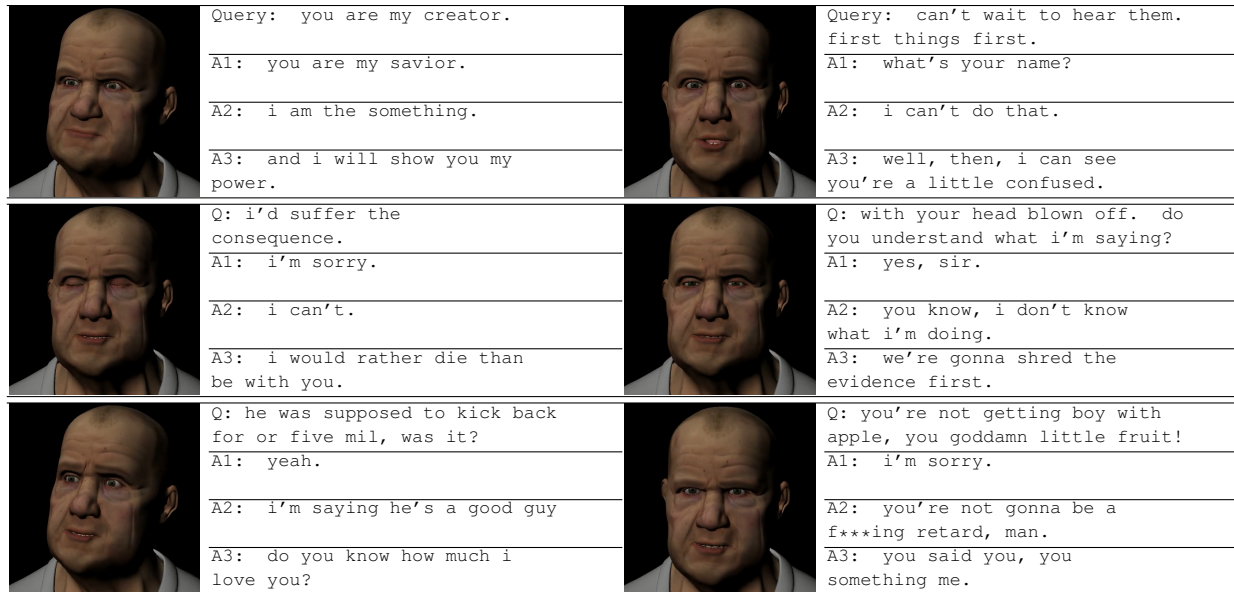 Query: you are my creator.
A1: you are my savior.
A2: i am the something.
A3: and i will show you my
power.
Query: can't wait to hear them.
first things first.
A1: what's your name?
A2: i can't do that.
A3: well, then, i can see
you're a little confused.
Q: i'd suffer the
consequence.
A1: i'm sorry.
A2: i can't.
A3: i would rather die than
be with you.
Q: with your head blown off. do
you understand what i'm saying?
A1: yes, sir.
A2: you know, i don't know
what i'm doing.
A3: we're gonna shred the
evidence first.
Q: he was supposed to kick back
for or five mil, was it?
A1: yeah.
A2: i'm saying he's a good guy
A3: do you know how much i
love you?
Q: you're not getting boy with
apple, you goddamn little fruit!
A1: i'm sorry.
A2: you're not gonna be a
f***ing retard, man.
A3: you said you, you
something me.